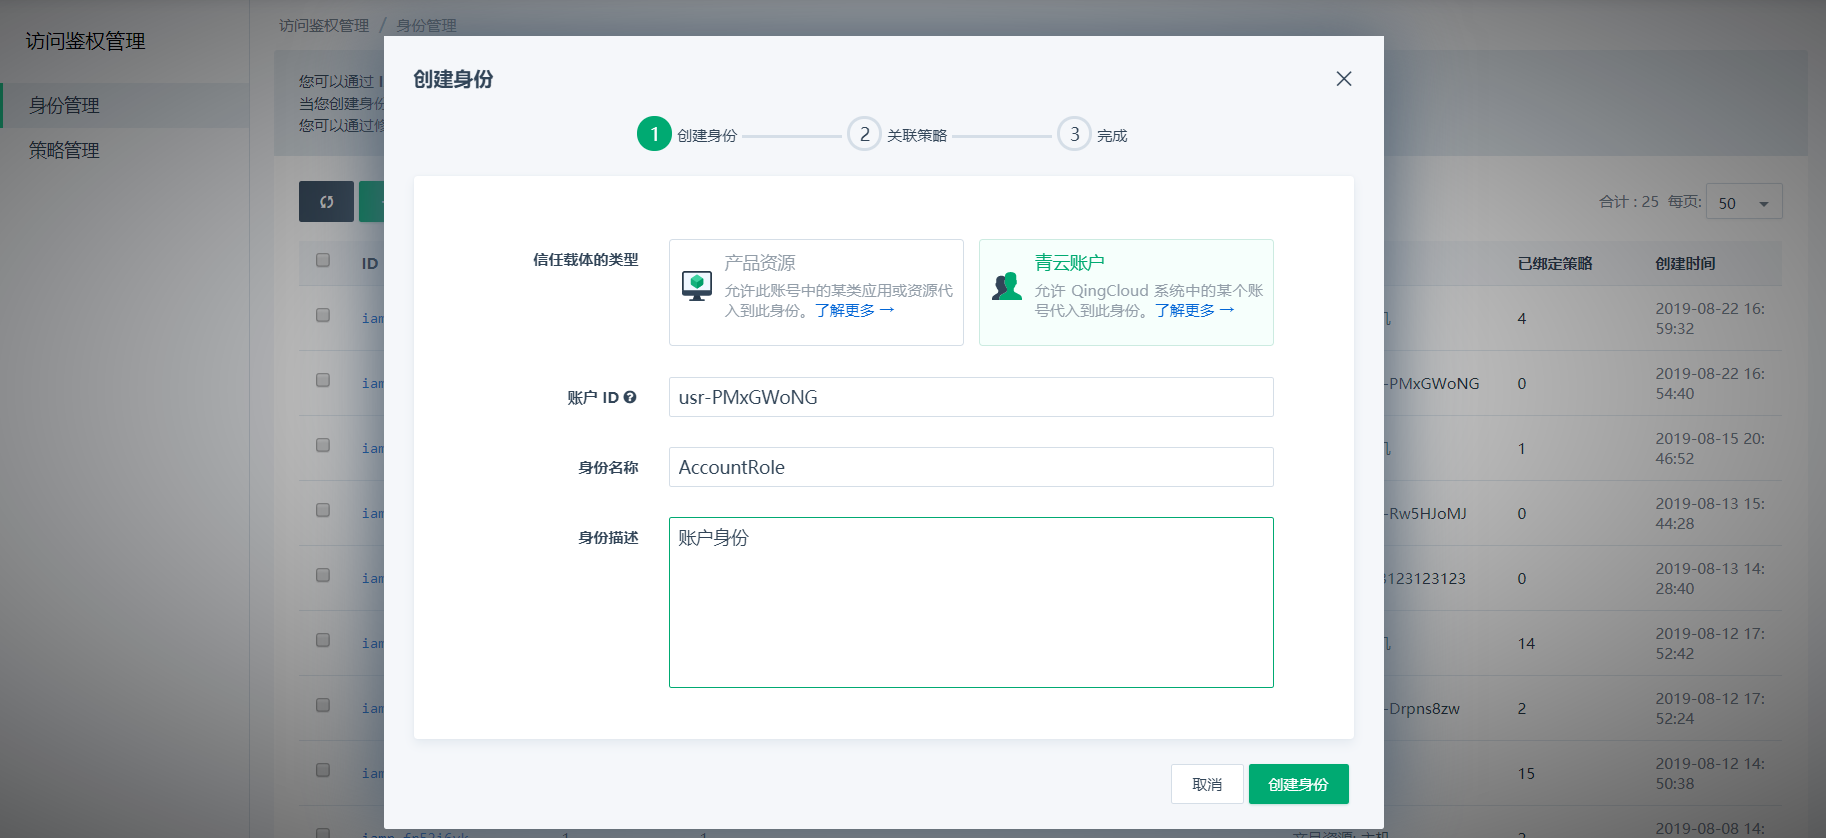 访问鉴权管理
身份管理
策略管理
访问鉴权管理 / 身份管理
您可以通过
当您创建身份
您可以通过修
合计 : 25 每页: 50
创建身份
1 创建身份
2 关联策略
3 完成
信任载体的类型
产品资源
允许此账号中的某类应用或资源代
入到此身份。了解更多 →
青云账户
允许 QingCloud 系统中的某个账
号代入到此身份。了解更多 →
账户 ID
usr-PMxGWoNG
身份名称
AccountRole
身份描述
账户身份
取消
创建身份
ID 已绑定策略 创建时间
iam 4 2019-08-22 16:
59:32
iam -PMxGWoNG 0 2019-08-22 16:
54:40
iam 1 2019-08-15 20:
46:52
iam -Rw5HJoMJ 0 2019-08-13 15:
44:28
iam 123123123 0 2019-08-13 14:
28:40
iam 14 2019-08-12 17:
52:42
iam -Drpns8zw 2 2019-08-12 17:
52:24
iam 15 2019-08-12 14:
50:38
2019-08-08 14: